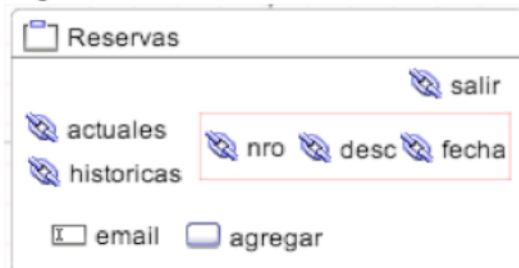 Reservas
salir
actuales
nro desc fecha
historicas
email agregar